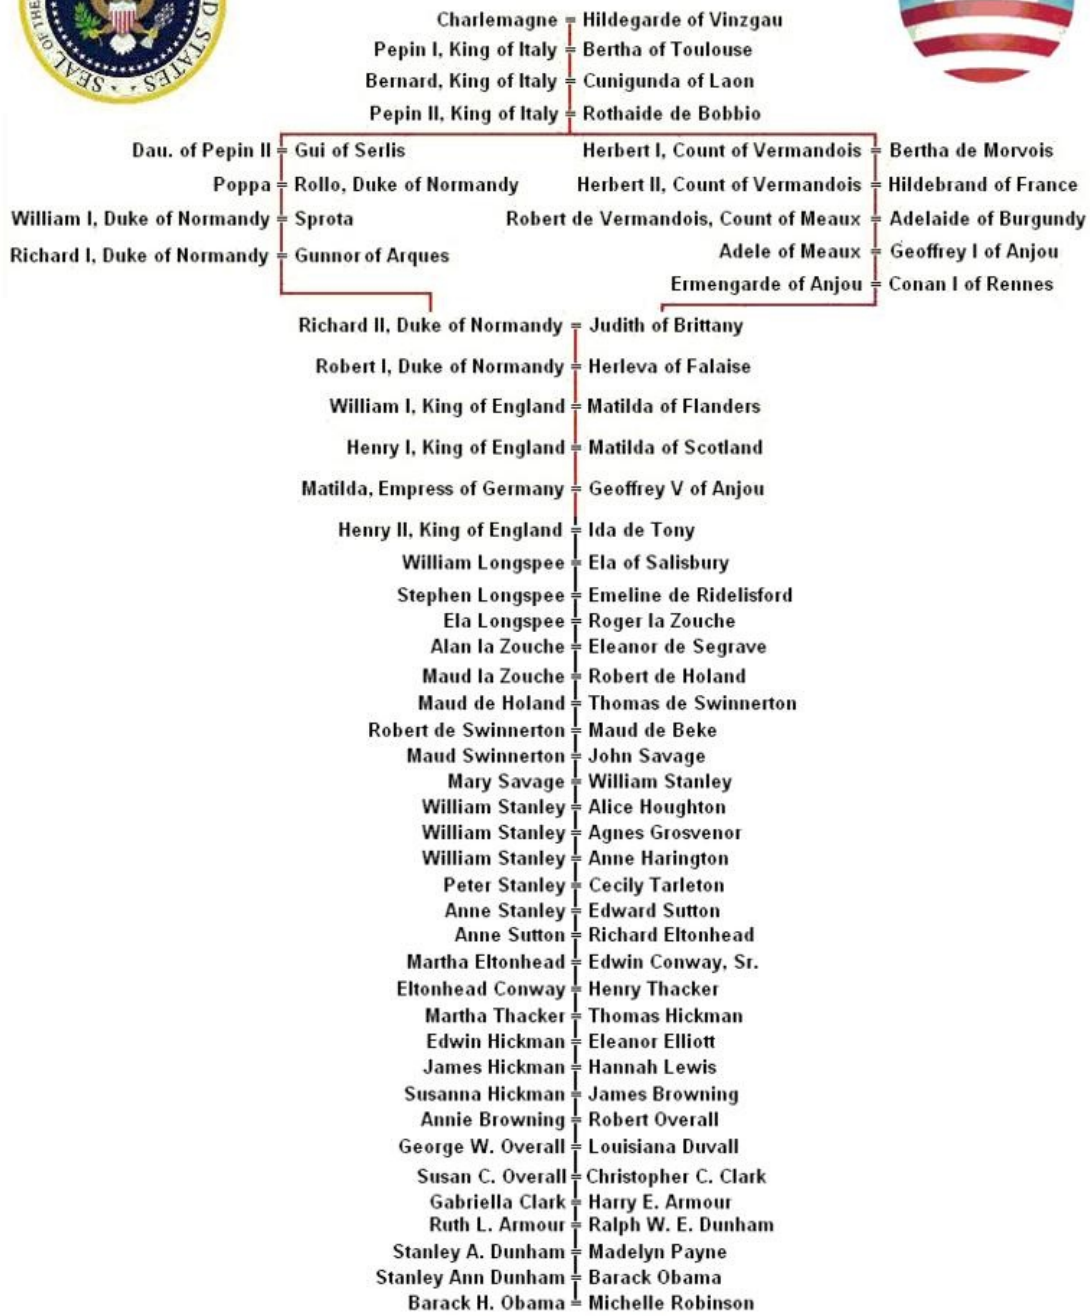 SEAL OF THE
D STATES
Charlemagne = Hildegarde of Vinzgau
Pepin I, King of Italy = Bertha of Toulouse
Bernard, King of Italy = Cunigunda of Laon
Pepin II, King of Italy = Rothaide de Bobbio
Dau. of Pepin II = Gui of Serlis
Herbert I, Count of Vermandois = Bertha de Morvois
Poppa = Rollo, Duke of Normandy
Herbert II, Count of Vermandois = Hildebrand of France
William I, Duke of Normandy = Sprota
Robert de Vermandois, Count of Meaux = Adelaide of Burgundy
Richard I, Duke of Normandy = Gunnor of Arques
Adele of Meaux = Geoffrey I of Anjou
Ermengarde of Anjou = Conan I of Rennes
Richard II, Duke of Normandy = Judith of Brittany
Robert I, Duke of Normandy = Herleva of Falaise
William I, King of England = Matilda of Flanders
Henry I, King of England = Matilda of Scotland
Matilda, Empress of Germany = Geoffrey V of Anjou
Henry II, King of England = Ida de Tony
William Longspee = Ela of Salisbury
Stephen Longspee = Emeline de Ridelisford
Ela Longspee = Roger la Zouche
Alan la Zouche = Eleanor de Segrave
Maud la Zouche = Robert de Holand
Maud de Holand = Thomas de Swinnerton
Robert de Swinnerton = Maud de Beke
Maud Swinnerton = John Savage
Mary Savage = William Stanley
William Stanley = Alice Houghton
William Stanley = Agnes Grosvenor
William Stanley = Anne Harington
Peter Stanley = Cecily Tarleton
Anne Stanley = Edward Sutton
Anne Sutton = Richard Eltonhead
Martha Eltonhead = Edwin Conway, Sr.
Eltonhead Conway = Henry Thacker
Martha Thacker = Thomas Hickman
Edwin Hickman = Eleanor Elliott
James Hickman = Hannah Lewis
Susanna Hickman = James Browning
Annie Browning = Robert Overall
George W. Overall = Louisiana Duvall
Susan C. Overall = Christopher C. Clark
Gabriella Clark = Harry E. Armour
Ruth L. Armour = Ralph W. E. Dunham
Stanley A. Dunham = Madelyn Payne
Stanley Ann Dunham = Barack Obama
Barack H. Obama = Michelle Robinson